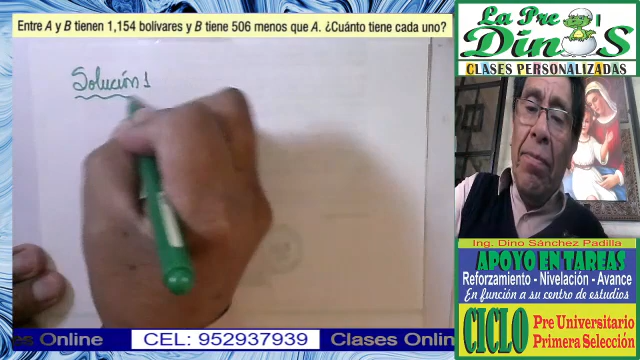 Entre A y B tienen 1,154 bolívares y B tiene 506 menos que A. ¿Cuánto tiene cada uno?
Solución 1
La Pre
DinoS
CLASES PERSONALIZADAS
Ing. Dino Sánchez Padilla
APOYO EN TAREAS
Reforzamiento - Nivelación - Avance
En función a su centro de estudios
CICLO
Pre Universitario
Primera Selección
es Online CEL: 952937939 Clases Onlin